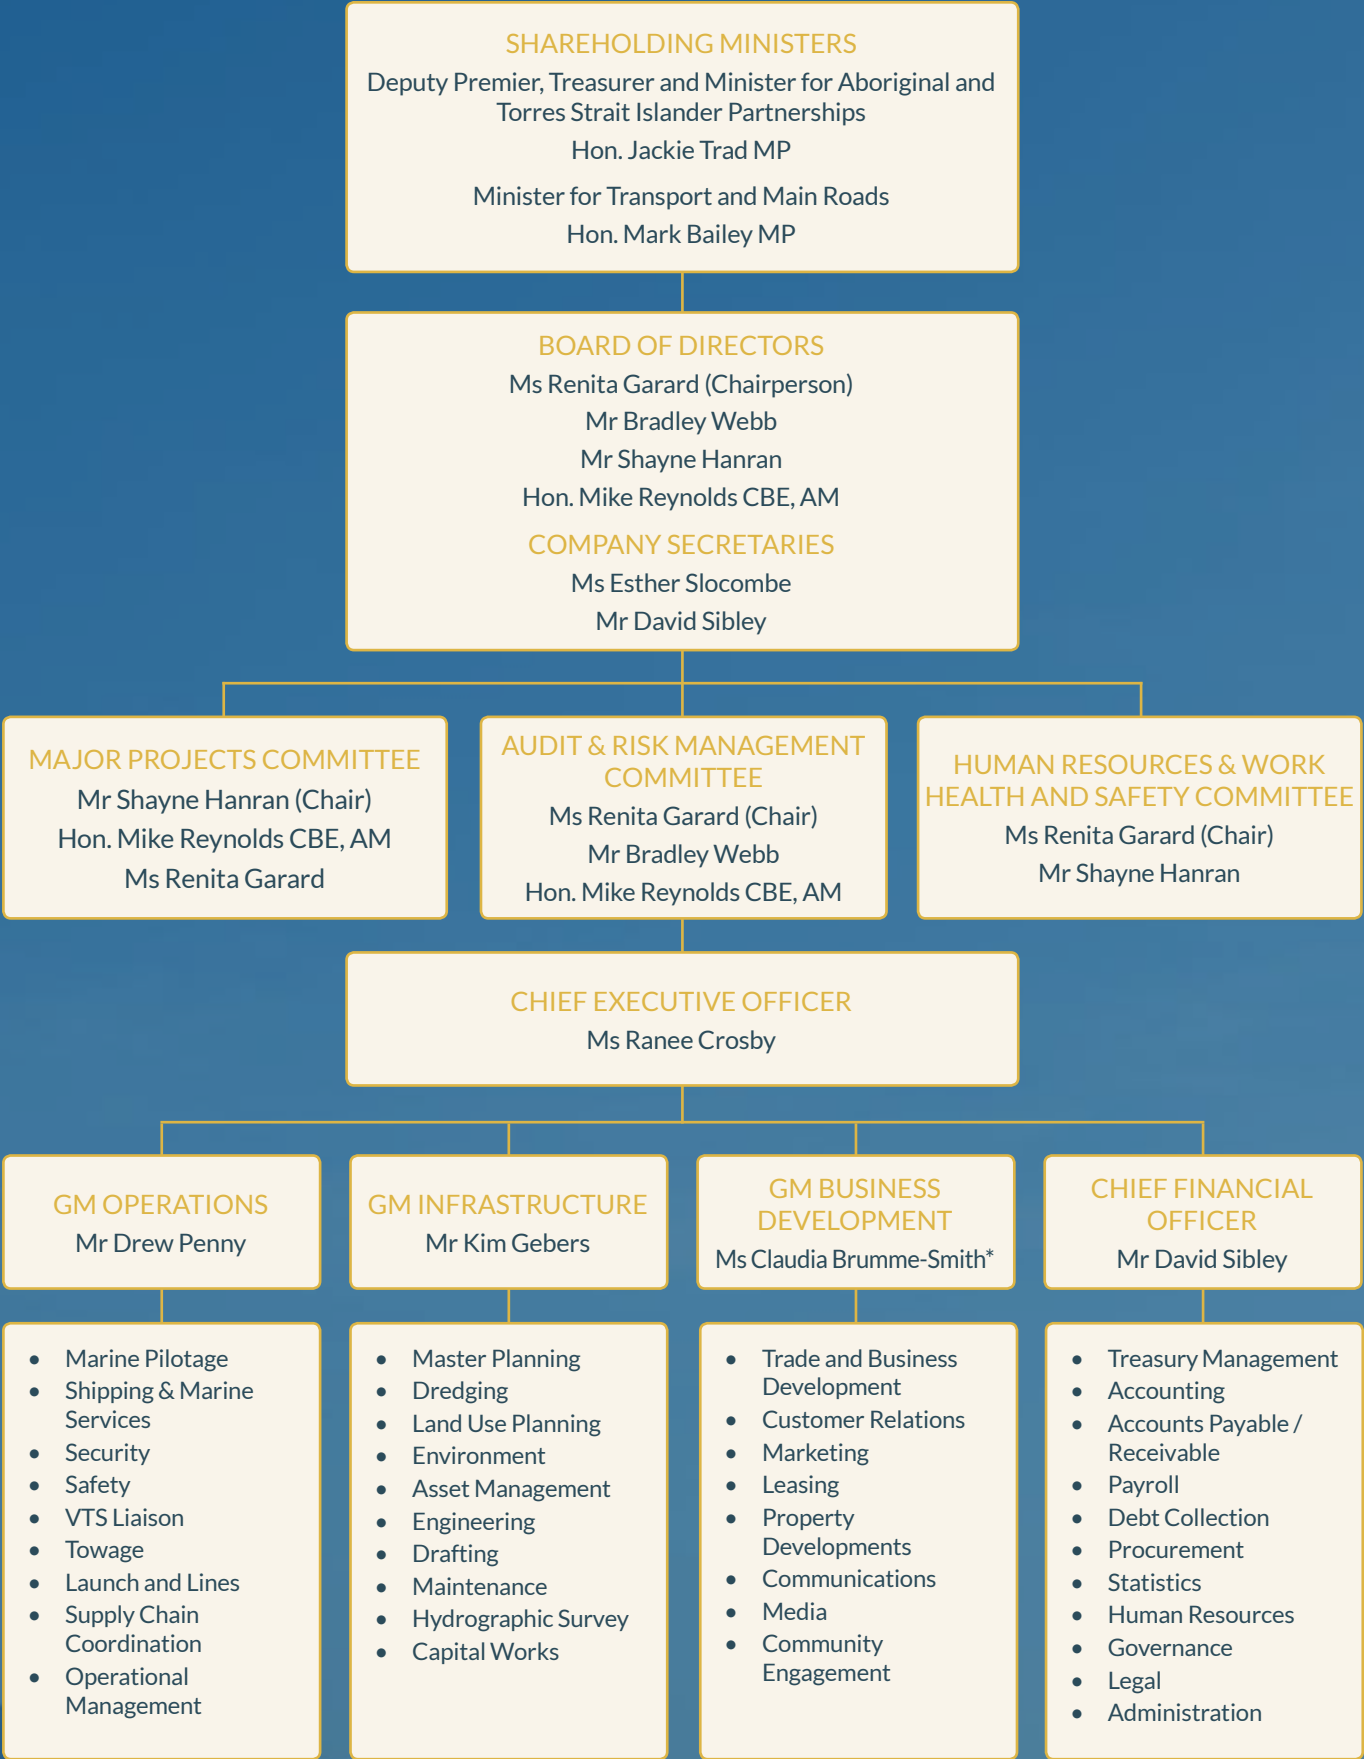 SHAREHOLDING MINISTERS
Deputy Premier, Treasurer and Minister for Aboriginal and
Torres Strait Islander Partnerships
Hon. Jackie Trad MP
Minister for Transport and Main Roads
Hon. Mark Bailey MP
BOARD OF DIRECTORS
Ms Renita Garard (Chairperson)
Mr Bradley Webb
Mr Shayne Hanran
Hon. Mike Reynolds CBE, AM
COMPANY SECRETARIES
Ms Esther Slocombe
Mr David Sibley
MAJOR PROJECTS COMMITTEE
Mr Shayne Hanran (Chair)
Hon. Mike Reynolds CBE, AM
Ms Renita Garard
AUDIT & RISK MANAGEMENT
COMMITTEE
Ms Renita Garard (Chair)
Mr Bradley Webb
Hon. Mike Reynolds CBE, AM
HUMAN RESOURCES & WORK
HEALTH AND SAFETY COMMITTEE
Ms Renita Garard (Chair)
Mr Shayne Hanran
CHIEF EXECUTIVE OFFICER
Ms Ranee Crosby
GM OPERATIONS
Mr Drew Penny
GM INFRASTRUCTURE
Mr Kim Gebers
GM BUSINESS
DEVELOPMENT
Ms Claudia Brumme-Smith*
CHIEF FINANCIAL
OFFICER
Mr David Sibley
• Marine Pilotage
• Shipping & Marine
Services
• Security
• Safety
• VTS Liaison
• Towage
• Launch and Lines
• Supply Chain
Coordination
• Operational
Management
• Master Planning
• Dredging
• Land Use Planning
• Environment
• Asset Management
• Engineering
• Drafting
• Maintenance
• Hydrographic Survey
• Capital Works
• Trade and Business
Development
• Customer Relations
• Marketing
• Leasing
• Property
Developments
• Communications
• Media
• Community
Engagement
• Treasury Management
• Accounting
• Accounts Payable /
Receivable
• Payroll
• Debt Collection
• Procurement
• Statistics
• Human Resources
• Governance
• Legal
• Administration